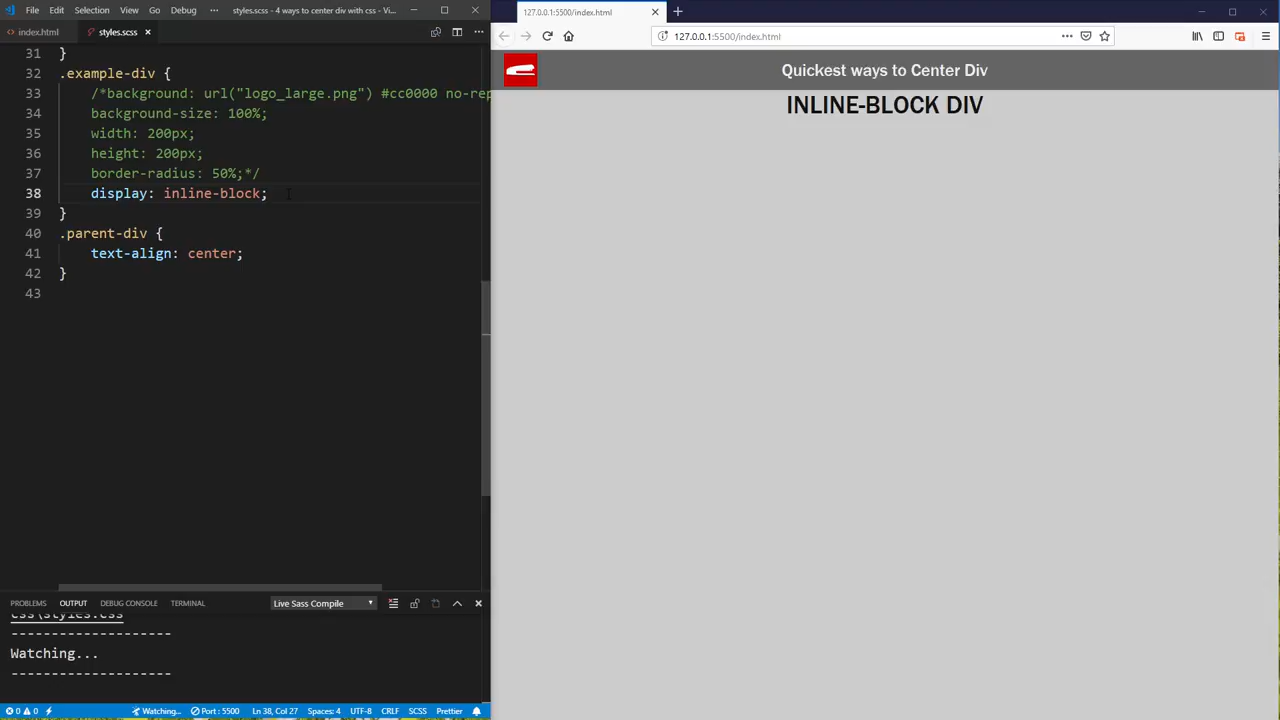 File Edit Selection View Go Debug styles.scss - 4 ways to center div with css - Vi...
index.html styles.scss
31 }
32 .example-div {
33 /*background: url("logo_large.png") #cc0000 no-rep
34 background-size: 100%;
35 width: 200px;
36 height: 200px;
37 border-radius: 50%;*/
38 display: inline-block;
39 }
40 .parent-div {
41 text-align: center;
42 }
43
PROBLEMS OUTPUT DEBUG CONSOLE TERMINAL Live Sass Compile
css\styles.css
--------------------
Watching...
--------------------
0 0 Watching... Port : 5500 Ln 38, Col 27 Spaces: 4 UTF-8 CRLF SCSS Prettier
127.0.0.1:5500/index.html
127.0.0.1:5500/index.html
Quickest ways to Center Div
INLINE-BLOCK DIV